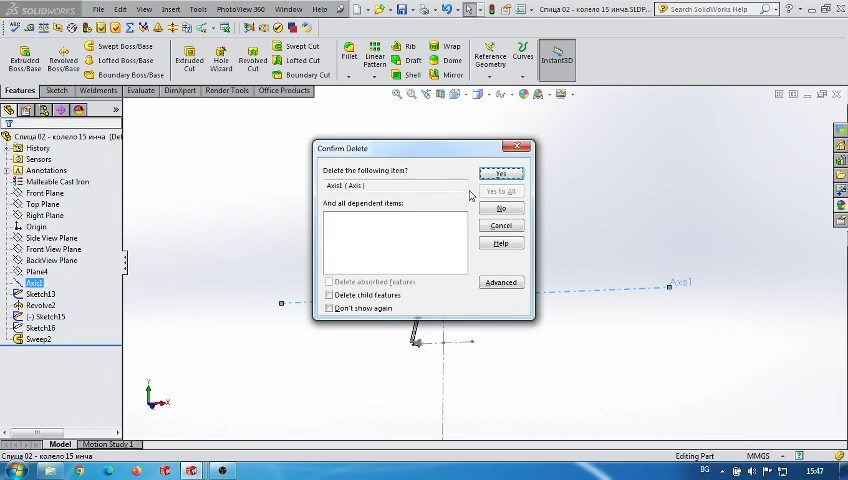 SOLIDWORKS
File Edit View Insert Tools PhotoView 360 Window Help
Спица 02 - колело 15 инча.SLDP...
Search SolidWorks Help
Extruded Boss/Base
Revolved Boss/Base
Swept Boss/Base
Lofted Boss/Base
Boundary Boss/Base
Extruded Cut
Hole Wizard
Revolved Cut
Swept Cut
Lofted Cut
Boundary Cut
Fillet
Linear Pattern
Rib
Draft
Shell
Wrap
Dome
Mirror
Reference Geometry
Curves
Instant3D
Features Sketch Weldments Evaluate DimXpert Render Tools Office Products
Спица 02 - колело 15 инча (De
History
Sensors
Annotations
Malleable Cast Iron
Front Plane
Top Plane
Right Plane
Origin
Side View Plane
Front View Plane
BackView Plane
Plane4
Axis1
Sketch13
Revolve2
(-) Sketch15
Sketch16
Sweep2
Confirm Delete
Delete the following item?
Axis1 ( Axis )
And all dependent items:
Delete absorbed features
Delete child features
Don't show again
Yes
Yes to All
No
Cancel
Help
Advanced
Axis1
Y
X
Model Motion Study 1
Спица 02 - колело 15 инча
Editing Part
MMGS
BG
15:47